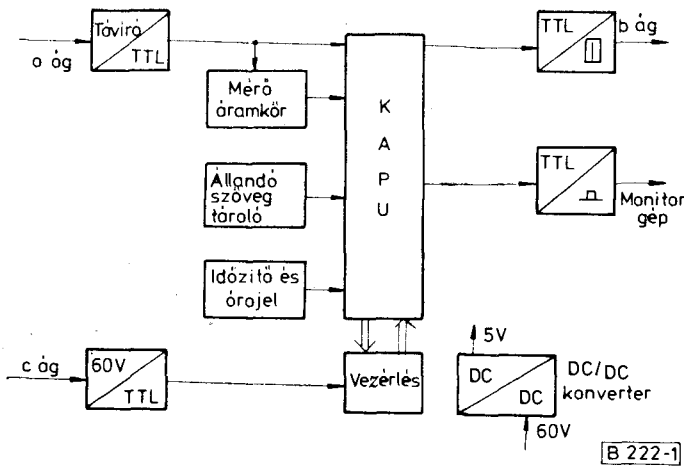 Távíró
TTL
a ág
TTL
b ág
Mérő
áramkör
K
A
P
U
Állandó
szöveg
tároló
TTL
Monitor
gép
Időzítő és
órajel
c ág
60V
TTL
Vezérlés
5V
DC
DC
DC/DC
konverter
60V
B 222-1